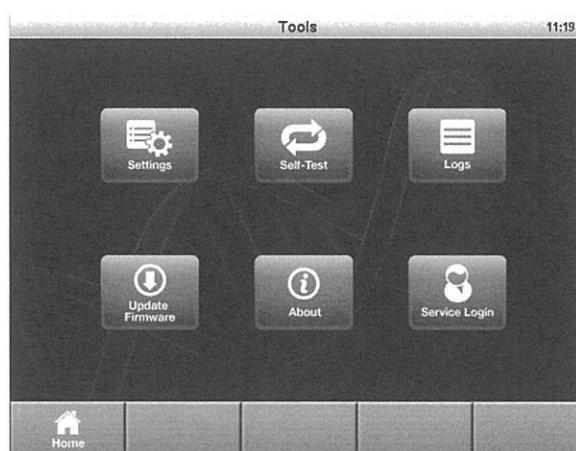 Tools 11:19
Settings
Self-Test
Logs
Update
Firmware
About
Service Login
Home